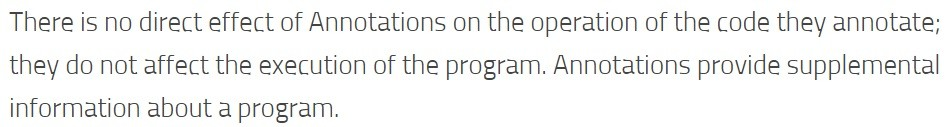 There is no direct effect of Annotations on the operation of the code they annotate;
they do not affect the execution of the program. Annotations provide supplemental
information about a program.